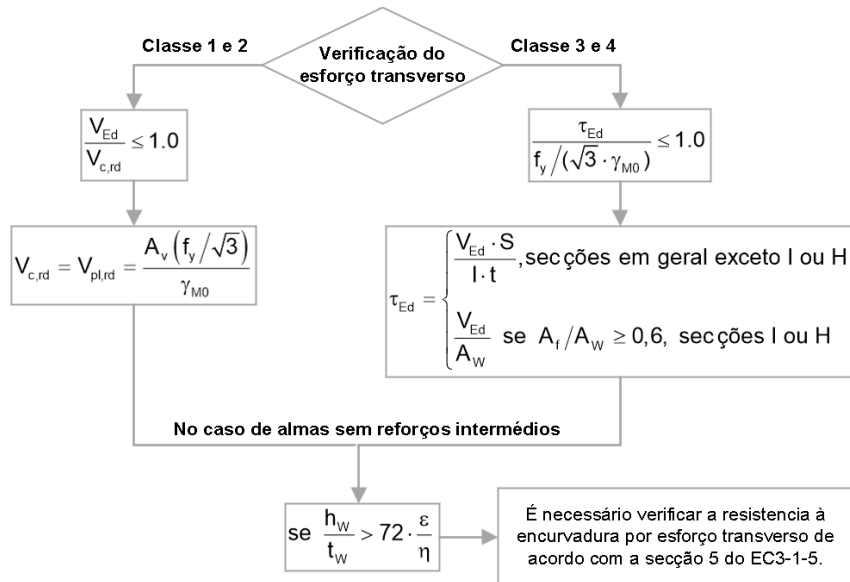 Classe 1 e 2
Verificação do
esforço transverso
Classe 3 e 4
V_Ed / V_c,rd ≤ 1.0
τ_Ed / (f_y/(√3 · γ_M0)) ≤ 1.0
V_c,rd = V_pl,rd = A_v (f_y/√3) / γ_M0
τ_Ed = { V_Ed · S / I · t , secções em geral exceto I ou H
V_Ed / A_W se A_f/A_W ≥ 0,6, secções I ou H
No caso de almas sem reforços intermédios
se h_W / t_W > 72 · ε / η
É necessário verificar a resistencia à
encurvadura por esforço transverso de
acordo com a secção 5 do EC3-1-5.